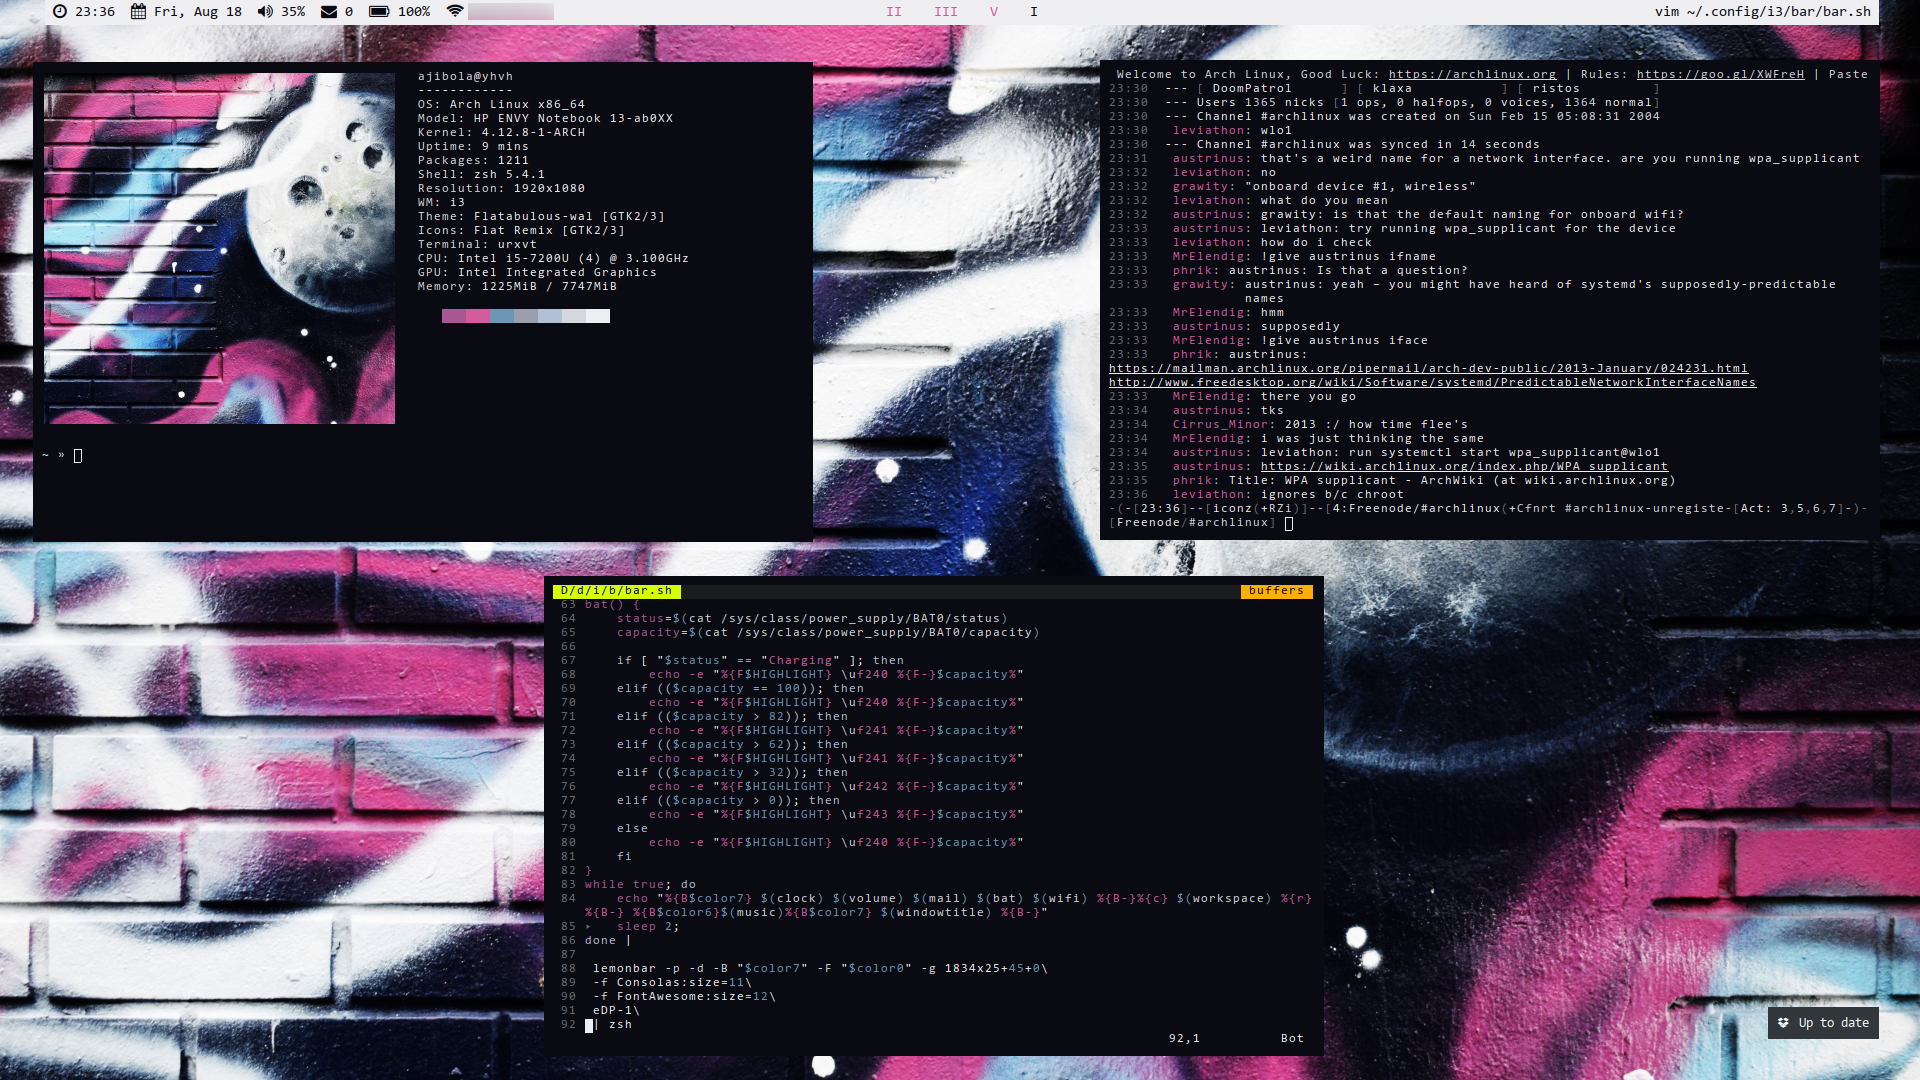 23:36 Fri, Aug 18 35% 0 100%
II III V I
vim ~/.config/i3/bar/bar.sh
ajibola@yhvh
------------
OS: Arch Linux x86_64
Model: HP ENVY Notebook 13-ab0XX
Kernel: 4.12.8-1-ARCH
Uptime: 9 mins
Packages: 1211
Shell: zsh 5.4.1
Resolution: 1920x1080
WM: i3
Theme: Flatabulous-wal [GTK2/3]
Icons: Flat Remix [GTK2/3]
Terminal: urxvt
CPU: Intel i5-7200U (4) @ 3.100GHz
GPU: Intel Integrated Graphics
Memory: 1225MiB / 7747MiB
~ »
Welcome to Arch Linux, Good Luck: https://archlinux.org | Rules: https://goo.gl/XWFreH | Paste
23:30 --- [ DoomPatrol ] [ klaxa ] [ ristos ]
23:30 --- Users 1365 nicks [1 ops, 0 halfops, 0 voices, 1364 normal]
23:30 --- Channel #archlinux was created on Sun Feb 15 05:08:31 2004
23:30 leviathon: wlo1
23:30 --- Channel #archlinux was synced in 14 seconds
23:31 austrinus: that's a weird name for a network interface. are you running wpa_supplicant
23:32 leviathon: no
23:32 grawity: "onboard device #1, wireless"
23:32 leviathon: what do you mean
23:32 austrinus: grawity: is that the default naming for onboard wifi?
23:33 austrinus: leviathon: try running wpa_supplicant for the device
23:33 leviathon: how do i check
23:33 MrElendig: !give austrinus ifname
23:33 phrik: austrinus: Is that a question?
23:33 grawity: austrinus: yeah – you might have heard of systemd's supposedly-predictable
names
23:33 MrElendig: hmm
23:33 austrinus: supposedly
23:33 MrElendig: !give austrinus iface
23:33 phrik: austrinus:
https://mailman.archlinux.org/pipermail/arch-dev-public/2013-January/024231.html
http://www.freedesktop.org/wiki/Software/systemd/PredictableNetworkInterfaceNames
23:33 MrElendig: there you go
23:34 austrinus: tks
23:34 Cirrus_Minor: 2013 :/ how time flee's
23:34 MrElendig: i was just thinking the same
23:34 austrinus: leviathon: run systemctl start wpa_supplicant@wlo1
23:35 austrinus: https://wiki.archlinux.org/index.php/WPA_supplicant
23:35 phrik: Title: WPA supplicant - ArchWiki (at wiki.archlinux.org)
23:36 leviathon: ignores b/c chroot
-(-[23:36]--[iconz(+RZi)]--[4:Freenode/#archlinux(+Cfnrt #archlinux-unregiste-[Act: 3,5,6,7]-)-
[Freenode/#archlinux]
D/d/i/b/bar.sh buffers
63 bat() {
64 status=$(cat /sys/class/power_supply/BAT0/status)
65 capacity=$(cat /sys/class/power_supply/BAT0/capacity)
66
67 if [ "$status" == "Charging" ]; then
68 echo -e "%{F$HIGHLIGHT} \uf240 %{F-}$capacity%"
69 elif (($capacity == 100)); then
70 echo -e "%{F$HIGHLIGHT} \uf240 %{F-}$capacity%"
71 elif (($capacity > 82)); then
72 echo -e "%{F$HIGHLIGHT} \uf241 %{F-}$capacity%"
73 elif (($capacity > 62)); then
74 echo -e "%{F$HIGHLIGHT} \uf241 %{F-}$capacity%"
75 elif (($capacity > 32)); then
76 echo -e "%{F$HIGHLIGHT} \uf242 %{F-}$capacity%"
77 elif (($capacity > 0)); then
78 echo -e "%{F$HIGHLIGHT} \uf243 %{F-}$capacity%"
79 else
80 echo -e "%{F$HIGHLIGHT} \uf240 %{F-}$capacity%"
81 fi
82 }
83 while true; do
84 echo "%{B$color7} $(clock) $(volume) $(mail) $(bat) $(wifi) %{B-}%{c} $(workspace) %{r}
%{B-} %{B$color6}$(music)%{B$color7} $(windowtitle) %{B-}"
85 ▸ sleep 2;
86 done |
87
88 lemonbar -p -d -B "$color7" -F "$color0" -g 1834x25+45+0\
89 -f Consolas:size=11\
90 -f FontAwesome:size=12\
91 eDP-1\
92 | zsh
92,1 Bot
Up to date